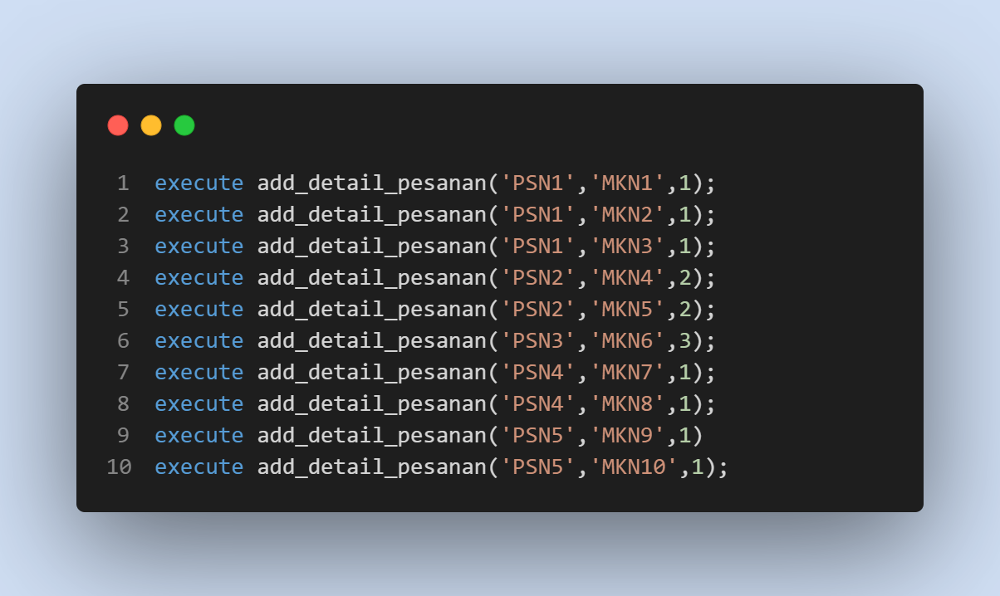 1 execute add_detail_pesanan('PSN1','MKN1',1);
2 execute add_detail_pesanan('PSN1','MKN2',1);
3 execute add_detail_pesanan('PSN1','MKN3',1);
4 execute add_detail_pesanan('PSN2','MKN4',2);
5 execute add_detail_pesanan('PSN2','MKN5',2);
6 execute add_detail_pesanan('PSN3','MKN6',3);
7 execute add_detail_pesanan('PSN4','MKN7',1);
8 execute add_detail_pesanan('PSN4','MKN8',1);
9 execute add_detail_pesanan('PSN5','MKN9',1)
10 execute add_detail_pesanan('PSN5','MKN10',1);